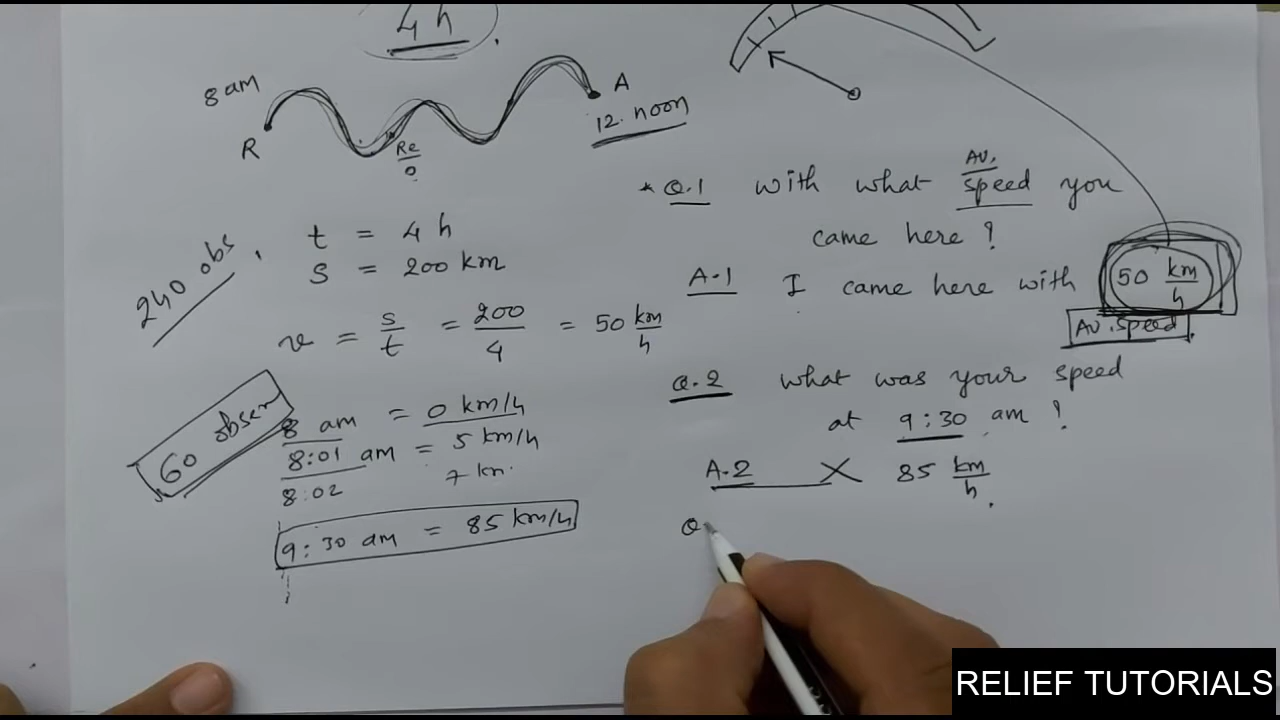 4 h.
8 am
R
Re/o
A
12. noon
t = 4 h
s = 200 km
v = s/t = 200/4 = 50 km/h
240 obs.
60 obser
8 am = 0 km/h
8:01 am = 5 km/h
8:02 7 km.
9:30 am = 85 km/h
* Q.1 With what Av. speed you
came here?
A.1 I came here with 50 km/h
Av. speed.
Q.2 What was your speed
at 9:30 am?
A.2 X 85 km/h.
Q
RELIEF TUTORIALS